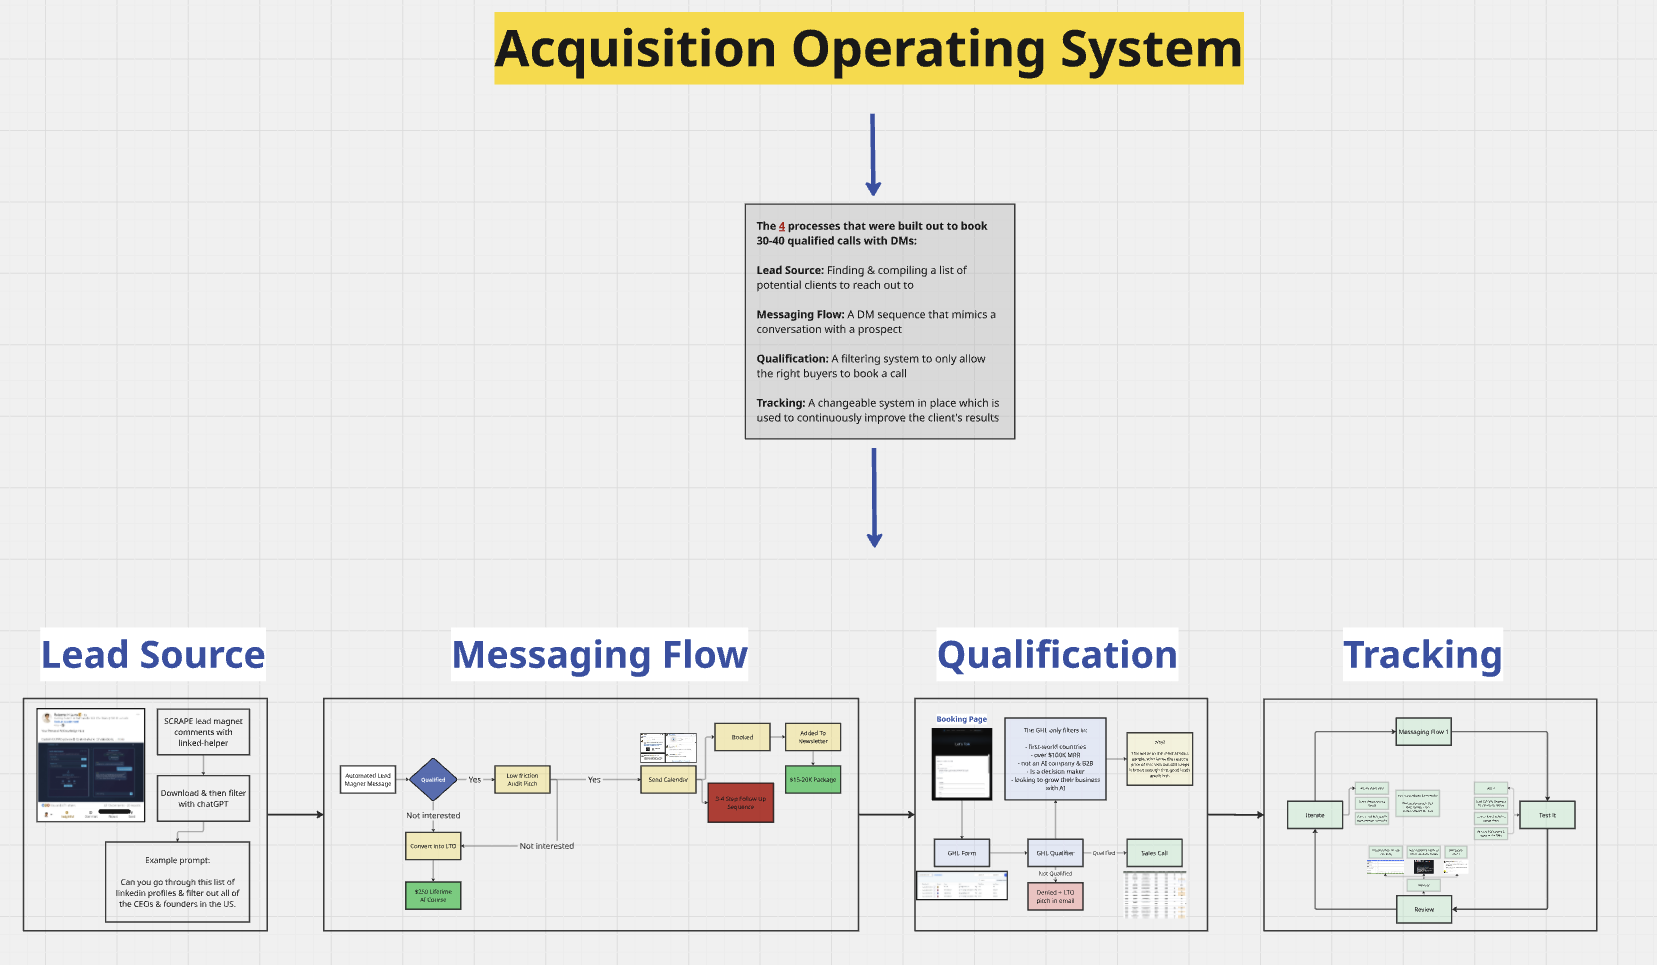 Acquisition Operating System
The 4 processes that were built out to book
30-40 qualified calls with DMs:
Lead Source: Finding & compiling a list of
potential clients to reach out to
Messaging Flow: A DM sequence that mimics a
conversation with a prospect
Qualification: A filtering system to only allow
the right buyers to book a call
Tracking: A changeable system in place which is
used to continuously improve the client's results
Lead Source
SCRAPE lead magnet
comments with
linked-helper
Download & then filter
with chatGPT
Example prompt:
Can you go through this list of
linkedin profiles & filter out all of
the CEOs & founders in the US.
Messaging Flow
Automated Lead
Magnet Message
Qualified
Yes
Low friction
Audit Pitch
Yes
Send Calendar
Booked
Added To
Newsletter
$15-20K Package
3-4 Step Follow Up
Sequence
Not interested
Convert into LTO
Not interested
$250 Lifetime
AI Course
Qualification
Booking Page
The GHL only filters in:
- first-world countries
- over $100K MRR
- not an AI company & B2B
- Is a decision maker
- looking to grow their business
with AI
GHL Form
GHL Qualifier
Qualified
Sales Call
Not Qualified
Denied + LTO
pitch in email
Tracking
Messaging Flow 1
Iterate
Test it
Review